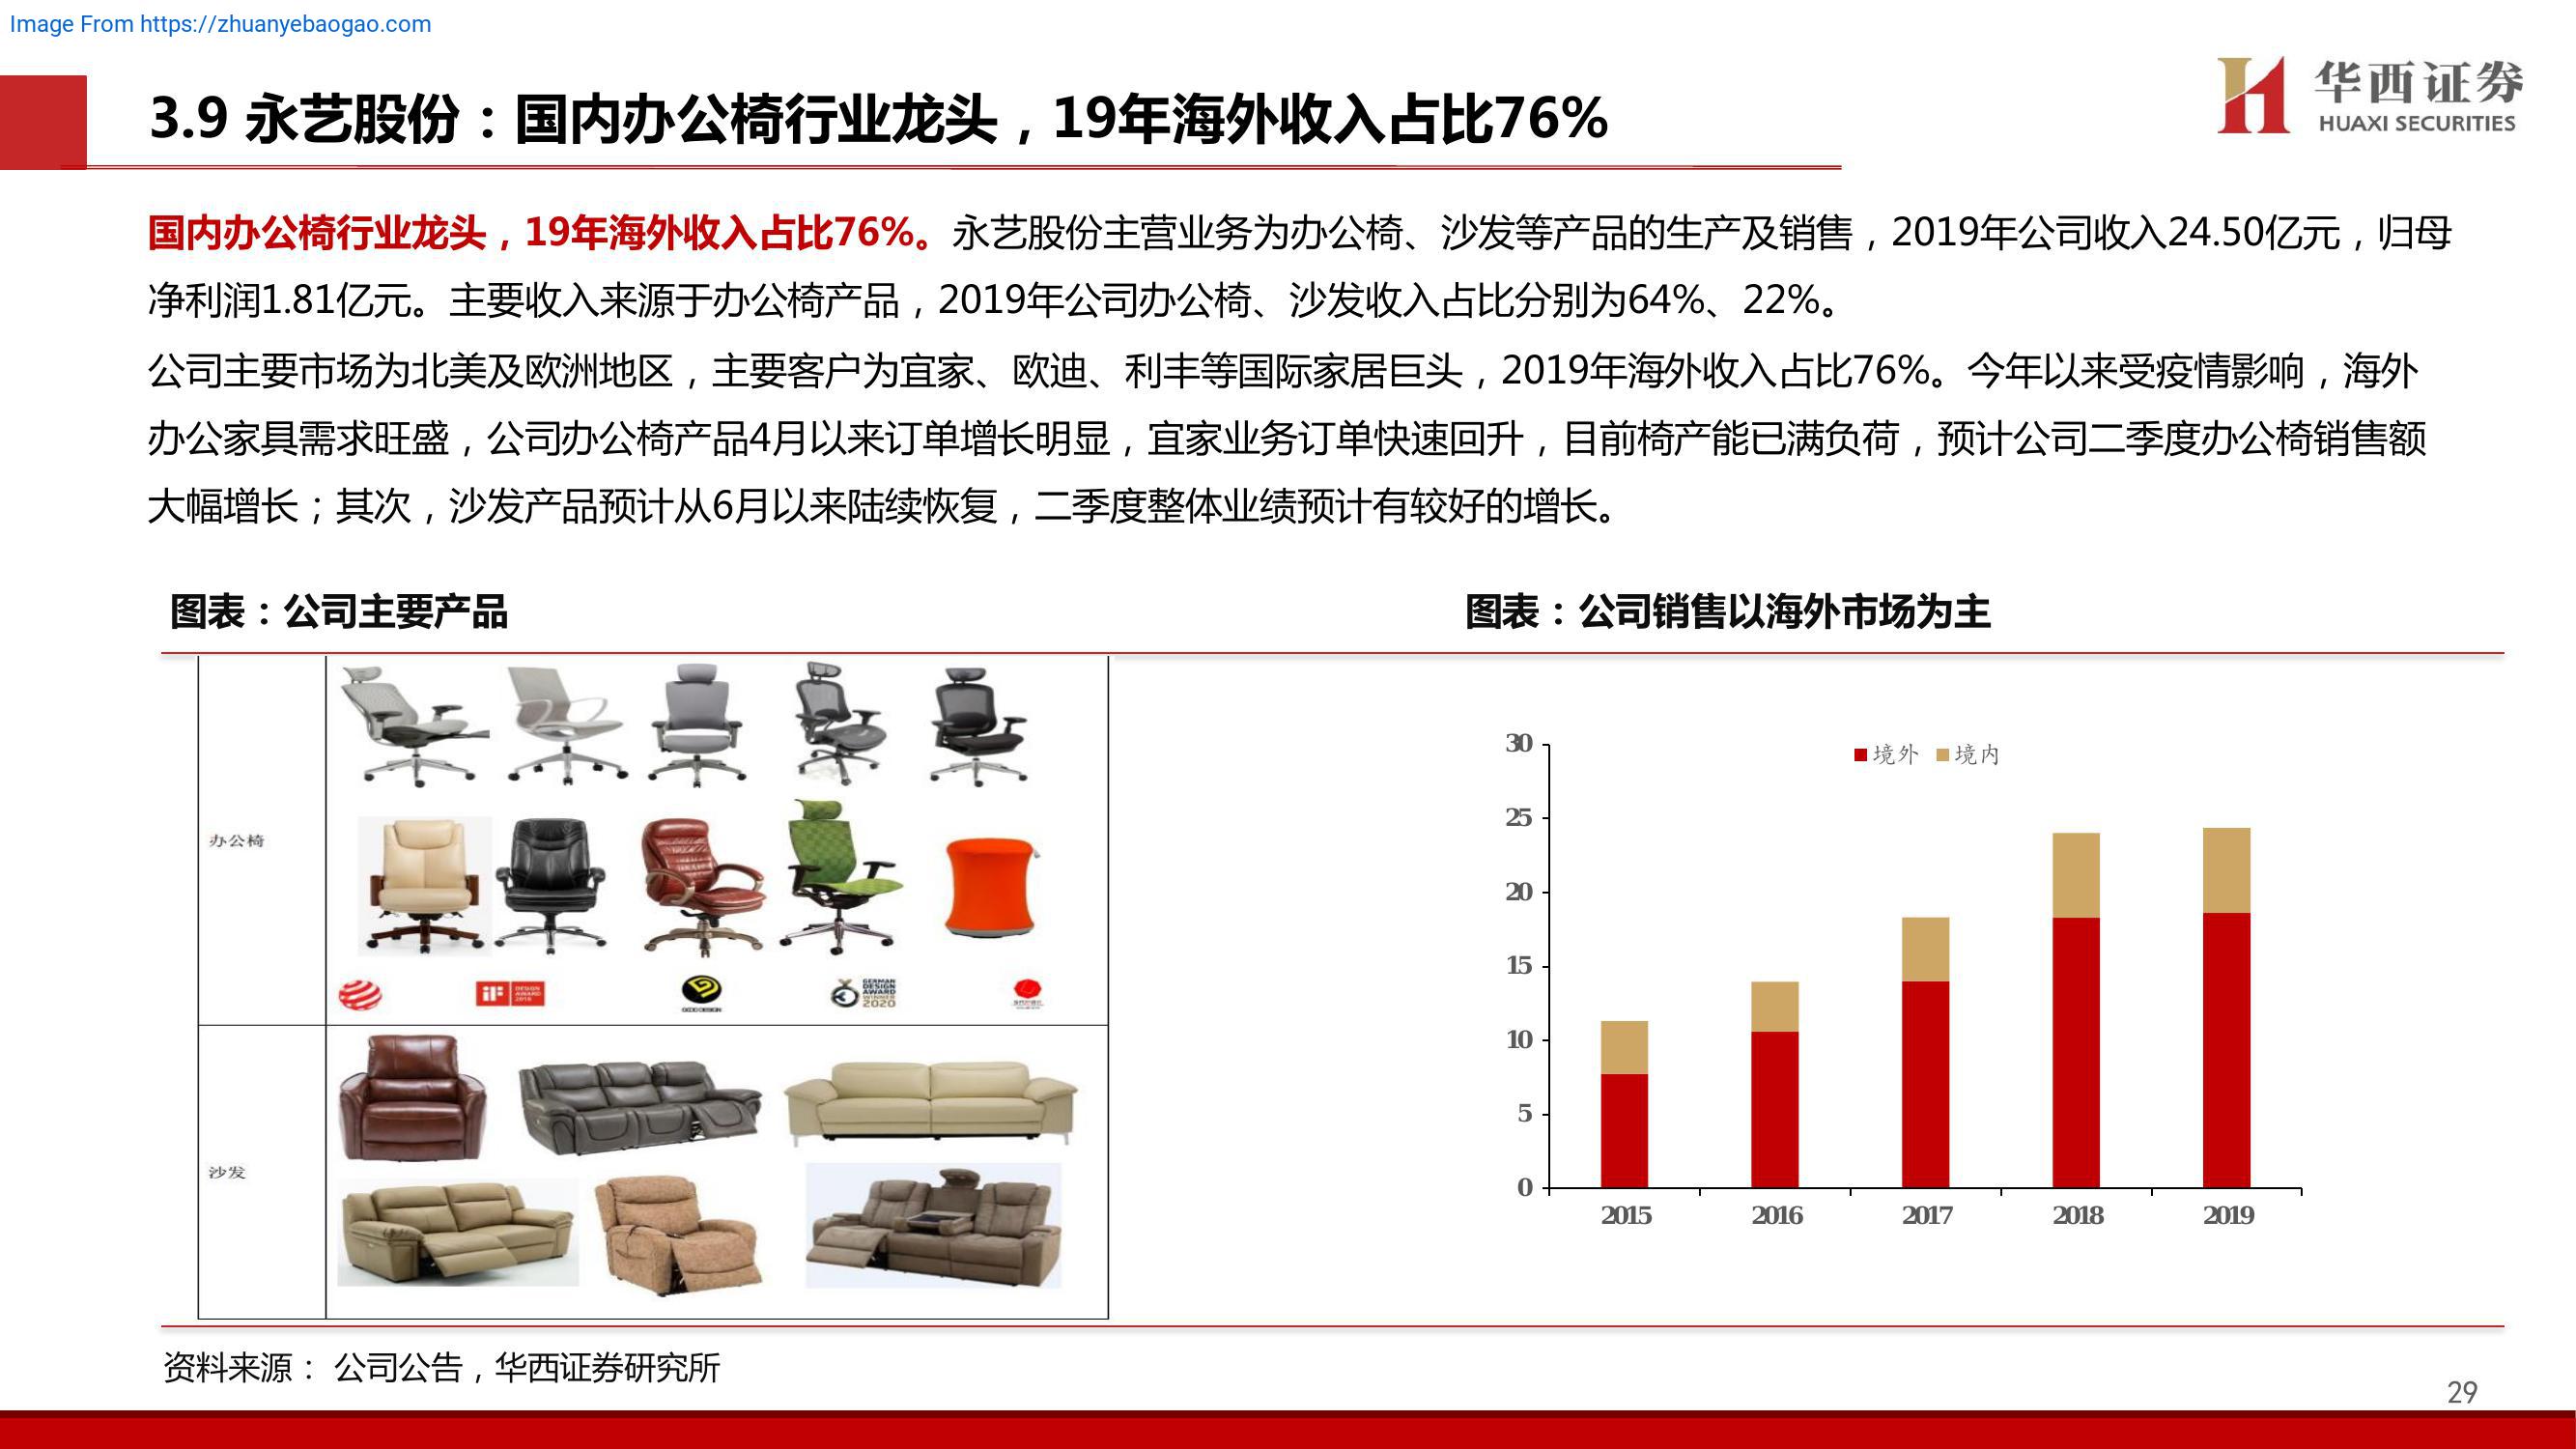 Image From https://zhuanyebaogao.com
华西证券
HUAXI SECURITIES
3.9 永艺股份：国内办公椅行业龙头，19年海外收入占比76%
国内办公椅行业龙头，19年海外收入占比76%。永艺股份主营业务为办公椅、沙发等产品的生产及销售，2019年公司收入24.50亿元，归母
净利润1.81亿元。主要收入来源于办公椅产品，2019年公司办公椅、沙发收入占比分别为64%、22%。
公司主要市场为北美及欧洲地区，主要客户为宜家、欧迪、利丰等国际家居巨头，2019年海外收入占比76%。今年以来受疫情影响，海外
办公家具需求旺盛，公司办公椅产品4月以来订单增长明显，宜家业务订单快速回升，目前椅产能已满负荷，预计公司二季度办公椅销售额
大幅增长；其次，沙发产品预计从6月以来陆续恢复，二季度整体业绩预计有较好的增长。
图表：公司主要产品
办公椅
iF DESIGN AWARD 2016
GOOD DESIGN
GERMAN DESIGN AWARD WINNER 2020
沙发
图表：公司销售以海外市场为主
境外 境内
30
25
20
15
10
5
0
2015 2016 2017 2018 2019
资料来源： 公司公告，华西证券研究所
29